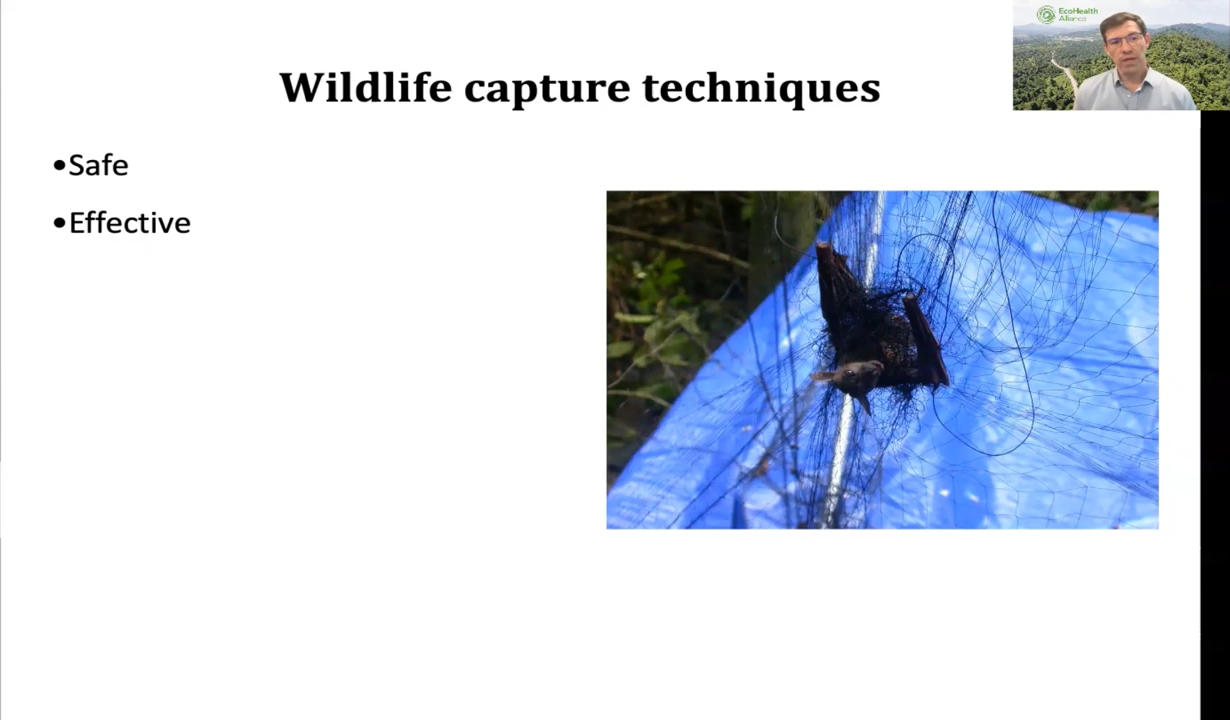 EcoHealth
Alliance
Wildlife capture techniques
•Safe
•Effective